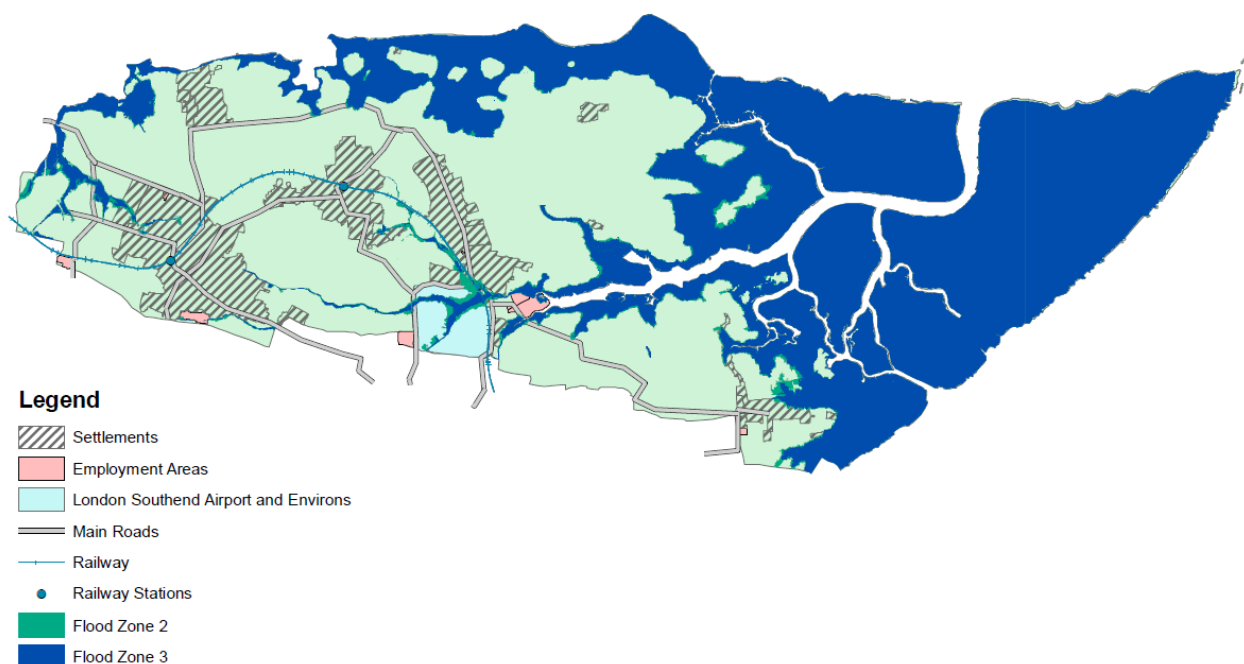 Legend
Settlements
Employment Areas
London Southend Airport and Environs
Main Roads
Railway
Railway Stations
Flood Zone 2
Flood Zone 3